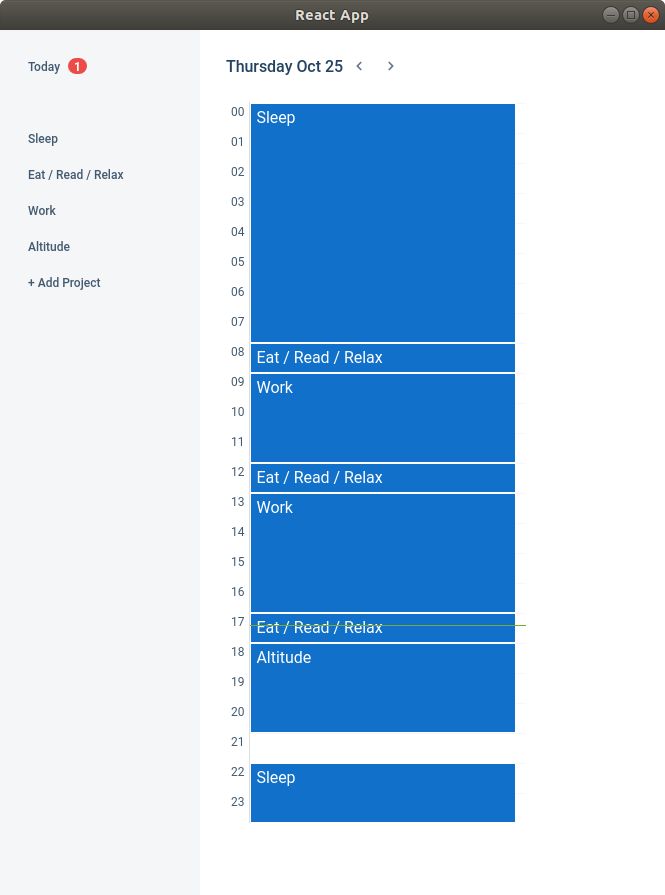 React App
Today 1
Sleep
Eat / Read / Relax
Work
Altitude
+ Add Project
Thursday Oct 25
00 Sleep
01
02
03
04
05
06
07
08 Eat / Read / Relax
09 Work
10
11
12 Eat / Read / Relax
13 Work
14
15
16
17 Eat / Read / Relax
18 Altitude
19
20
21
22 Sleep
23